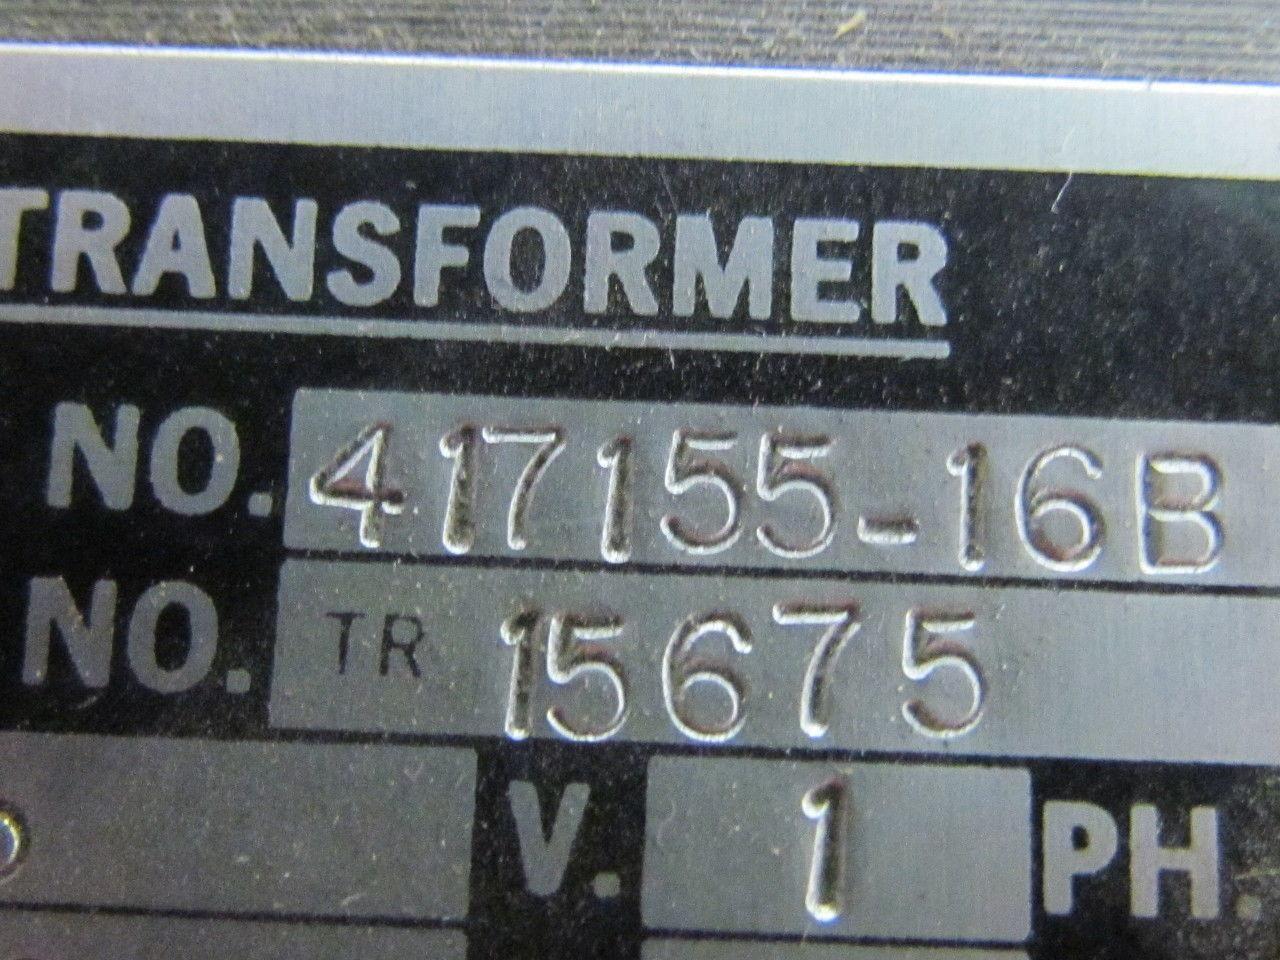 TRANSFORMER
NO. 417155-16B
NO. TR 15675
V. 1 PH.